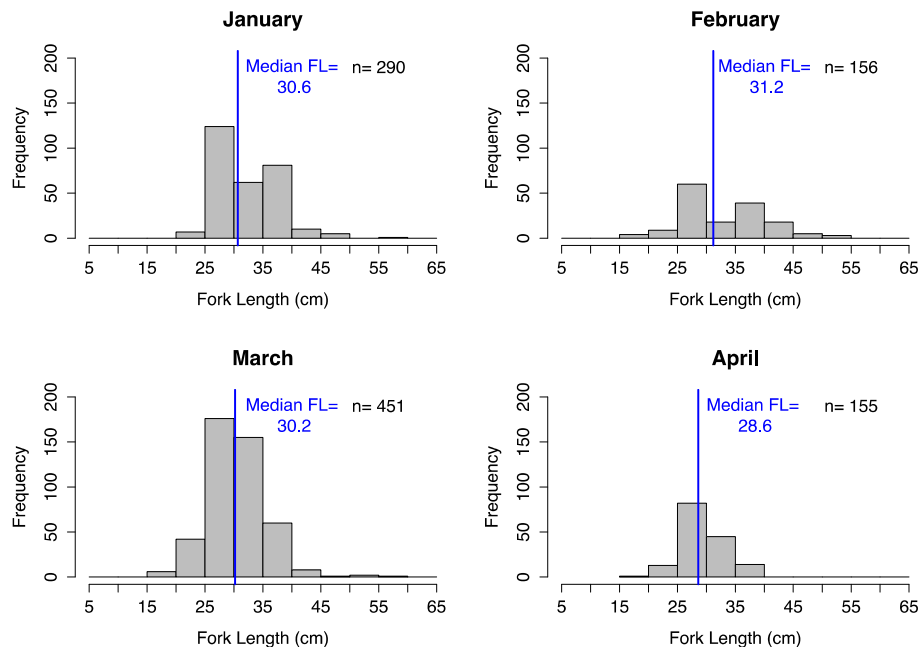 January
Median FL= n= 290
30.6
Frequency
0 50 100 150 200
5 15 25 35 45 55 65
Fork Length (cm)
February
Median FL= n= 156
31.2
Frequency
0 50 100 150 200
5 15 25 35 45 55 65
Fork Length (cm)
March
Median FL= n= 451
30.2
Frequency
0 50 100 150 200
5 15 25 35 45 55 65
Fork Length (cm)
April
Median FL= n= 155
28.6
Frequency
0 50 100 150 200
5 15 25 35 45 55 65
Fork Length (cm)